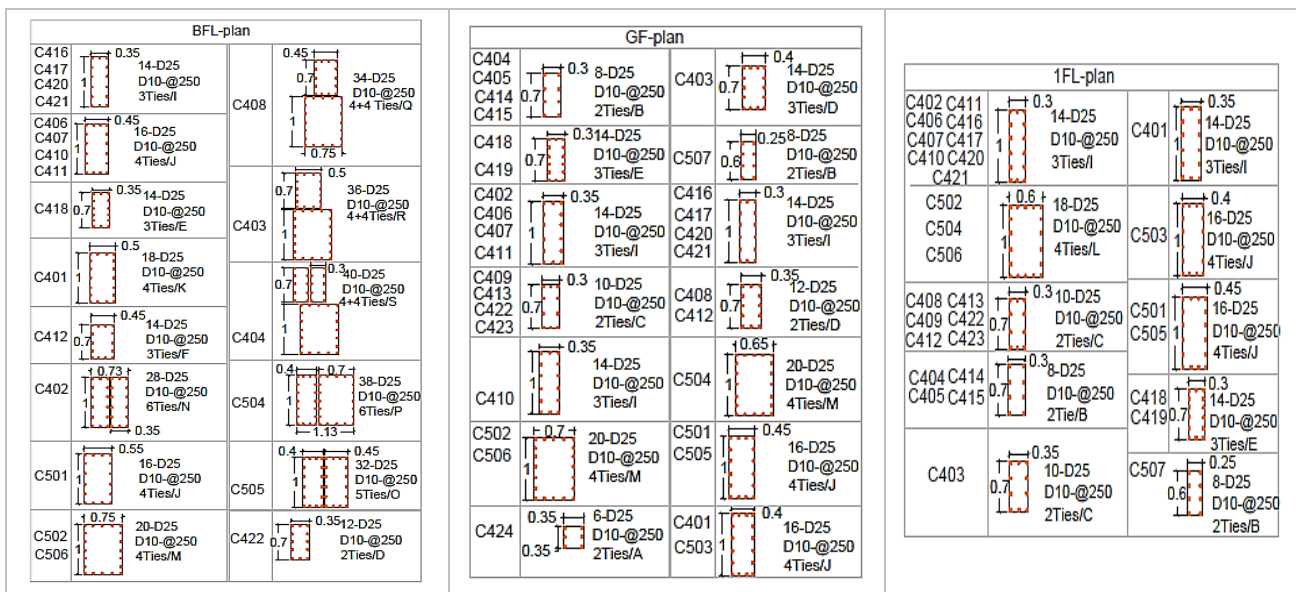 BFL-plan
C416
C417
C420
C421
0.35
1
14-D25
D10-@250
3Ties/I
C406
C407
C410
C411
0.45
1
16-D25
D10-@250
4Ties/J
C418
0.35
0.7
14-D25
D10-@250
3Ties/E
C401
0.5
1
18-D25
D10-@250
4Ties/K
C412
0.45
0.7
14-D25
D10-@250
3Ties/F
C402
0.73
1
0.35
28-D25
D10-@250
6Ties/N
C501
0.55
1
16-D25
D10-@250
4Ties/J
C502
C506
0.75
1
20-D25
D10-@250
4Ties/M
C408
0.45
0.7
1
0.75
34-D25
D10-@250
4+4 Ties/Q
C403
0.5
0.7
1
36-D25
D10-@250
4+4Ties/R
C404
0.3
0.7
1
40-D25
D10-@250
4+4Ties/S
C504
0.4
0.7
1
1.13
38-D25
D10-@250
6Ties/P
C505
0.4
0.45
1
32-D25
D10-@250
5Ties/O
C422
0.35
0.7
12-D25
D10-@250
2Ties/D
GF-plan
C404
C405
C414
C415
0.3
0.7
8-D25
D10-@250
2Ties/B
C403
0.4
0.7
14-D25
D10-@250
3Ties/D
C418
C419
0.3
0.7
14-D25
D10-@250
3Ties/E
C507
0.25
0.6
8-D25
D10-@250
2Ties/B
C402
C406
C407
C411
0.35
1
14-D25
D10-@250
3Ties/I
C416
C417
C420
C421
0.3
1
14-D25
D10-@250
3Ties/I
C409
C413
C422
C423
0.3
0.7
10-D25
D10-@250
2Ties/C
C408
C412
0.35
0.7
12-D25
D10-@250
2Ties/D
C410
0.35
1
14-D25
D10-@250
3Ties/I
C504
0.65
1
20-D25
D10-@250
4Ties/M
C502
C506
0.7
1
20-D25
D10-@250
4Ties/M
C501
C505
0.45
1
16-D25
D10-@250
4Ties/J
C424
0.35
0.35
6-D25
D10-@250
2Ties/A
C401
C503
0.4
1
16-D25
D10-@250
4Ties/J
1FL-plan
C402 C411
C406 C416
C407 C417
C410 C420
C421
0.3
1
14-D25
D10-@250
3Ties/I
C401
0.35
1
14-D25
D10-@250
3Ties/I
C502
C504
C506
0.6
1
18-D25
D10-@250
4Ties/L
C503
0.4
1
16-D25
D10-@250
4Ties/J
C408 C413
C409 C422
C412 C423
0.3
0.7
10-D25
D10-@250
2Ties/C
C501
C505
0.45
1
16-D25
D10-@250
4Ties/J
C404 C414
C405 C415
0.3
0.7
8-D25
D10-@250
2Tie/B
C418
C419
0.3
0.7
14-D25
D10-@250
3Ties/E
C403
0.35
0.7
10-D25
D10-@250
2Ties/C
C507
0.25
0.6
8-D25
D10-@250
2Ties/B